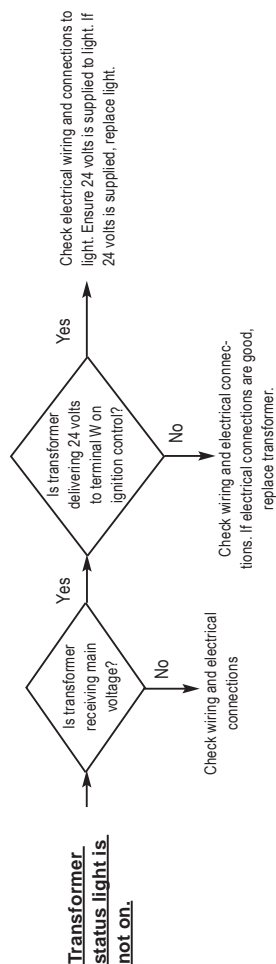 Transformer
status light is
not on.
Is transformer
receiving main
voltage?
Yes
No
Check wiring and electrical
connections
Is transformer
delivering 24 volts
to terminal W on
ignition control?
Yes
No
Check wiring and electrical connec-
tions. If electrical connections are good,
replace transformer.
Check electrical wiring and connections to
light. Ensure 24 volts is supplied to light. If
24 volts is supplied, replace light.